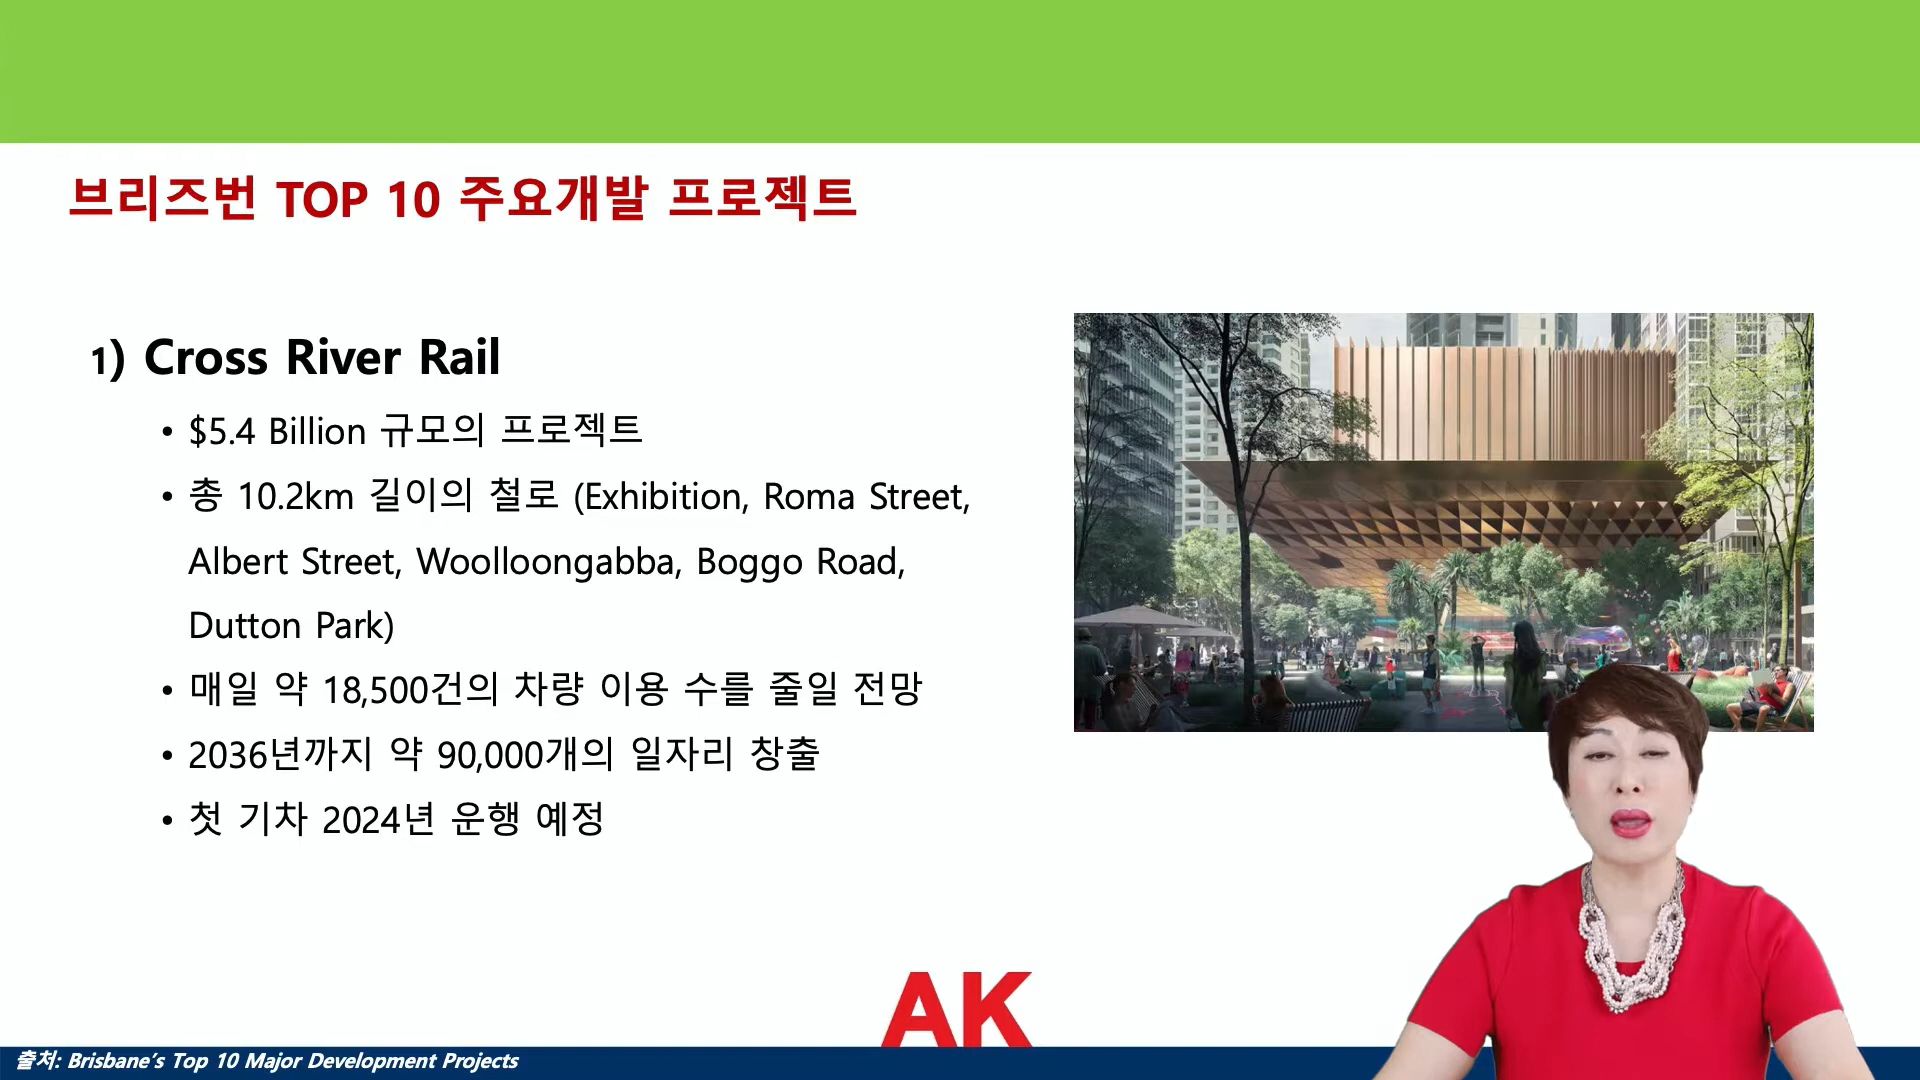 브리즈번 TOP 10 주요개발 프로젝트
1) Cross River Rail
• $5.4 Billion 규모의 프로젝트
• 총 10.2km 길이의 철로 (Exhibition, Roma Street,
Albert Street, Woolloongabba, Boggo Road,
Dutton Park)
• 매일 약 18,500건의 차량 이용 수를 줄일 전망
• 2036년까지 약 90,000개의 일자리 창출
• 첫 기차 2024년 운행 예정
AK
출처: Brisbane’s Top 10 Major Development Projects